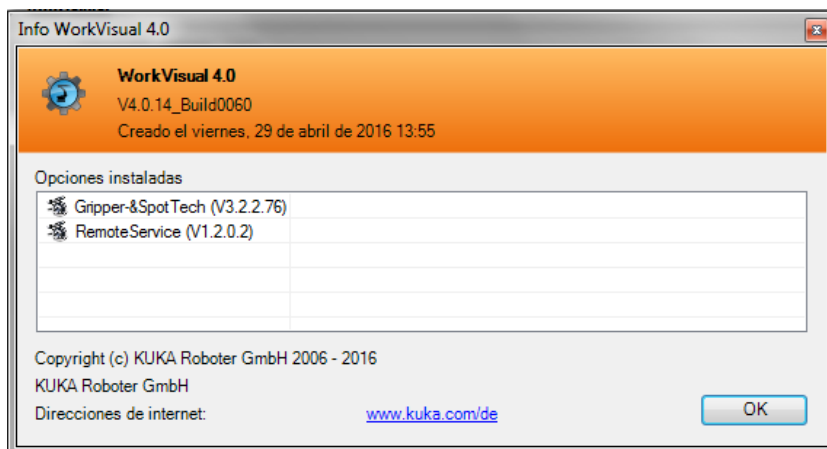 Info WorkVisual 4.0
WorkVisual 4.0
V4.0.14_Build0060
Creado el viernes, 29 de abril de 2016 13:55
Opciones instaladas
Gripper-&SpotTech (V3.2.2.76)
RemoteService (V1.2.0.2)
Copyright (c) KUKA Roboter GmbH 2006 - 2016
KUKA Roboter GmbH
Direcciones de internet: www.kuka.com/de
OK